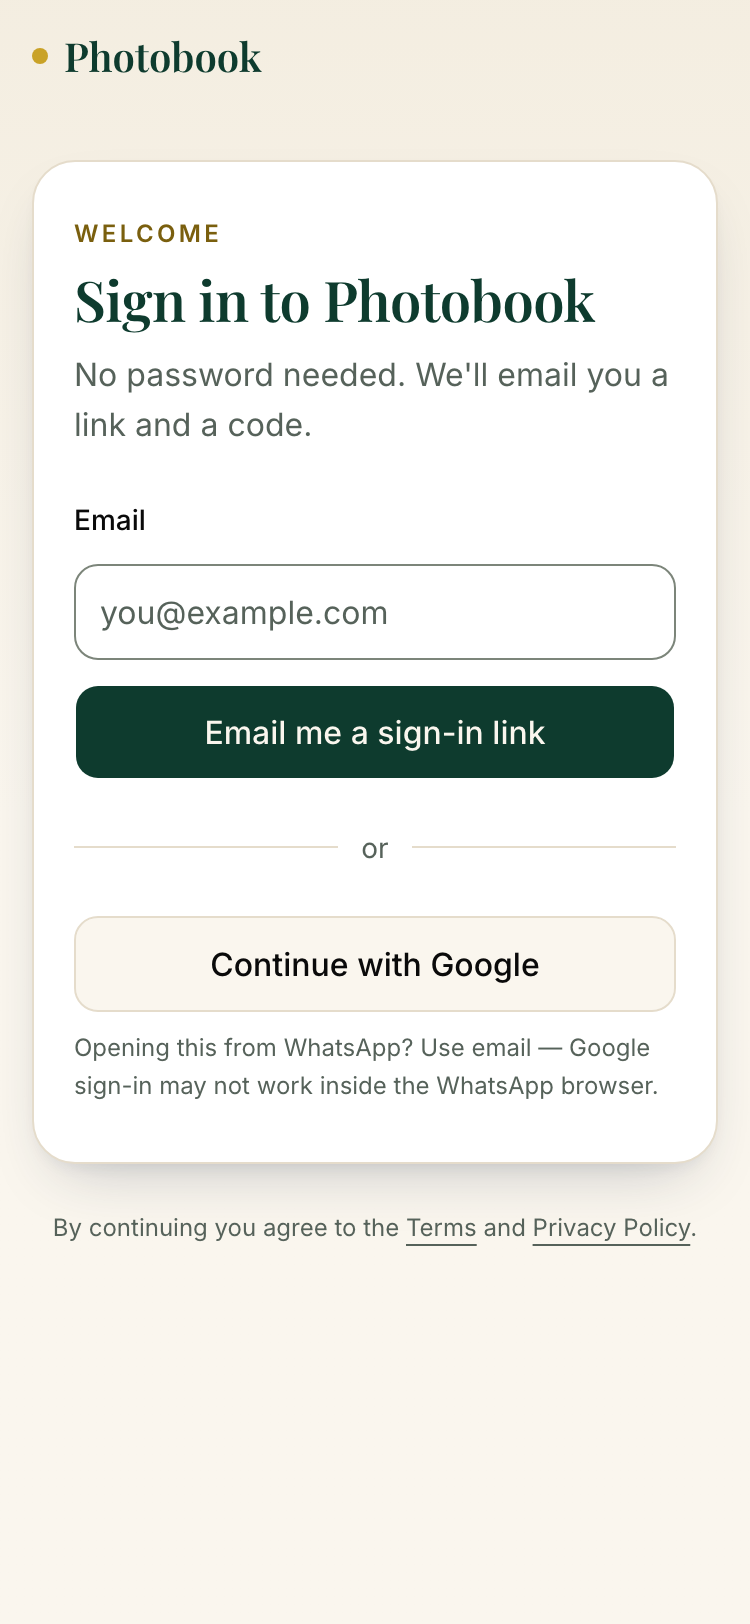 Photobook
WELCOME
Sign in to Photobook
No password needed. We'll email you a
link and a code.
Email
you@example.com
Email me a sign-in link
or
Continue with Google
Opening this from WhatsApp? Use email — Google
sign-in may not work inside the WhatsApp browser.
By continuing you agree to the Terms and Privacy Policy.